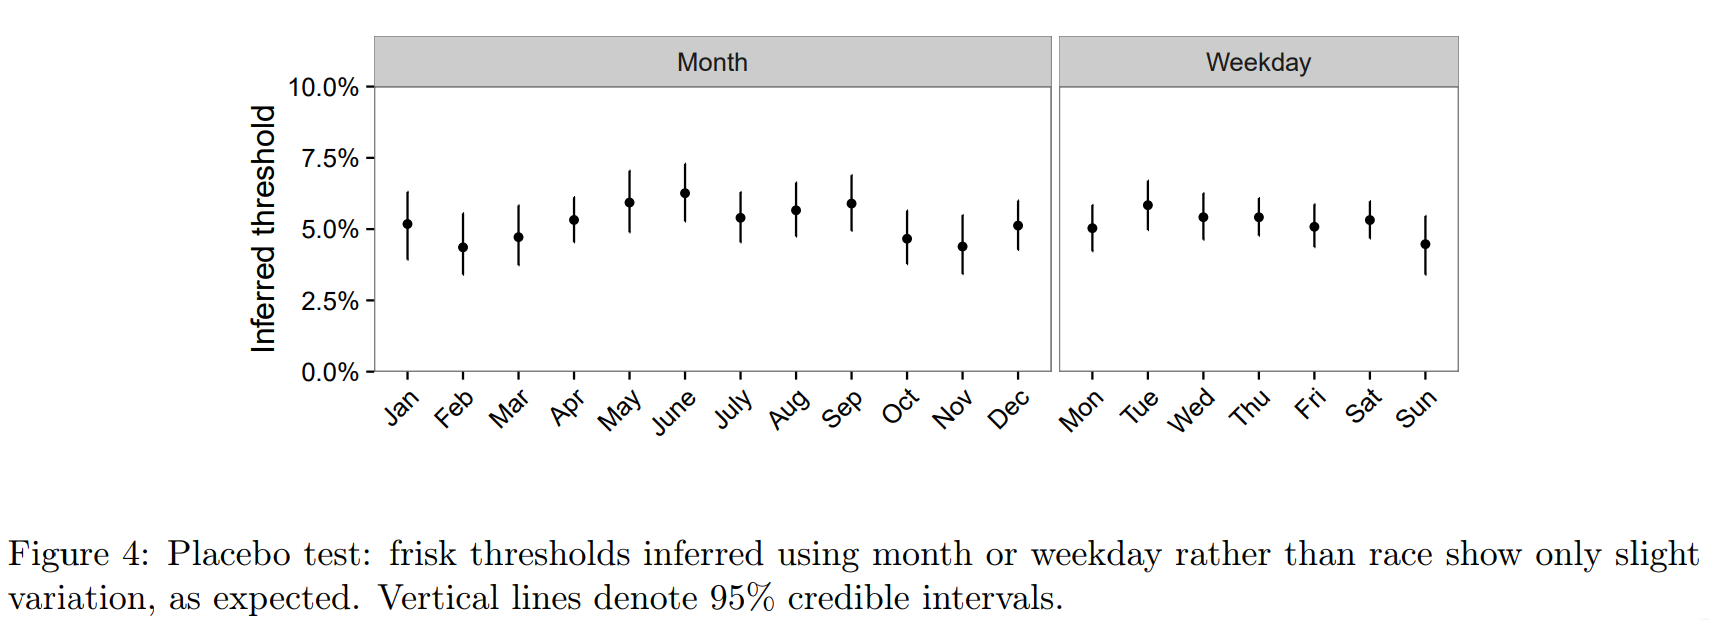 Month
Weekday
Inferred threshold
10.0%
7.5%
5.0%
2.5%
0.0%
Jan
Feb
Mar
Apr
May
June
July
Aug
Sep
Oct
Nov
Dec
Mon
Tue
Wed
Thu
Fri
Sat
Sun
Figure 4: Placebo test: frisk thresholds inferred using month or weekday rather than race show only slight
variation, as expected. Vertical lines denote 95% credible intervals.